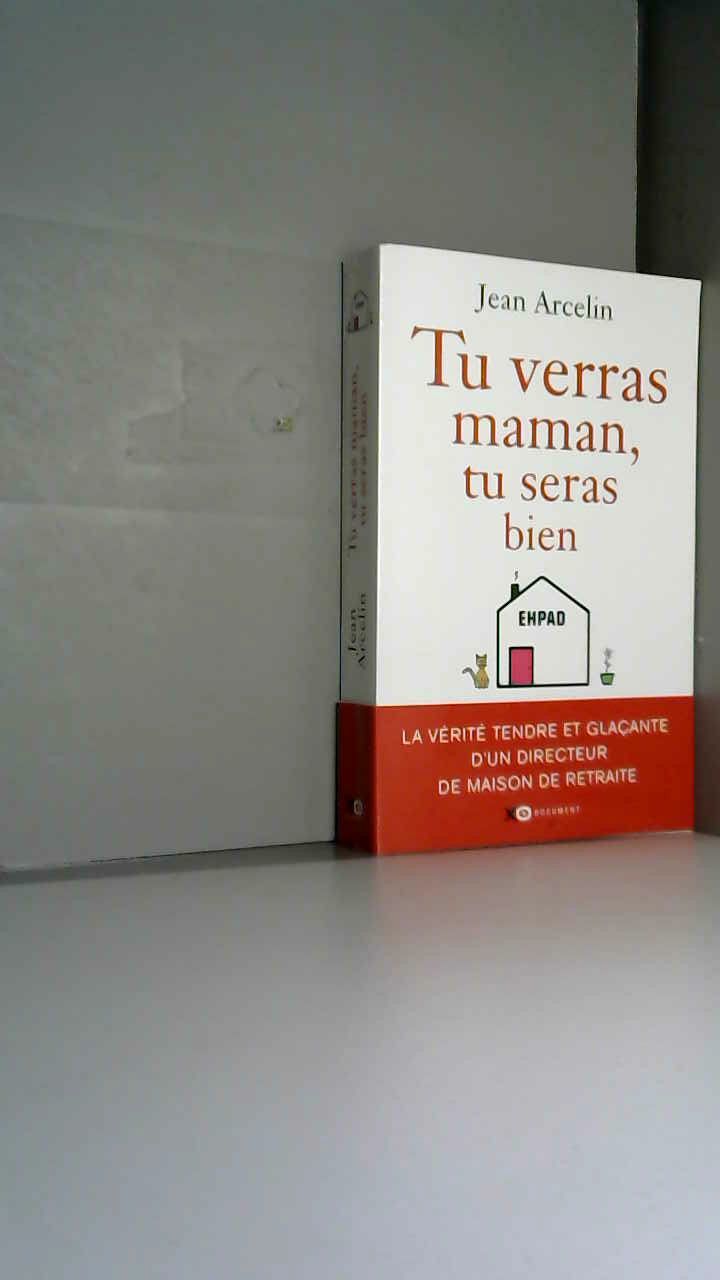 Jean Arcelin
Tu verras
maman,
tu seras
bien
EHPAD
LA VÉRITÉ TENDRE ET GLAÇANTE
D'UN DIRECTEUR
DE MAISON DE RETRAITE
XO DOCUMENT
Jean
Arcelin
Tu verras maman,
tu seras bien
XO